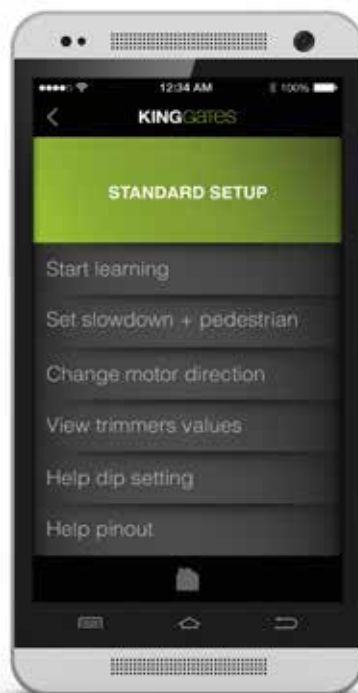 12:34 AM 100%
KINGGATES
STANDARD SETUP
Start learning
Set slowdown + pedestrian
Change motor direction
View trimmers values
Help dip setting
Help pinout